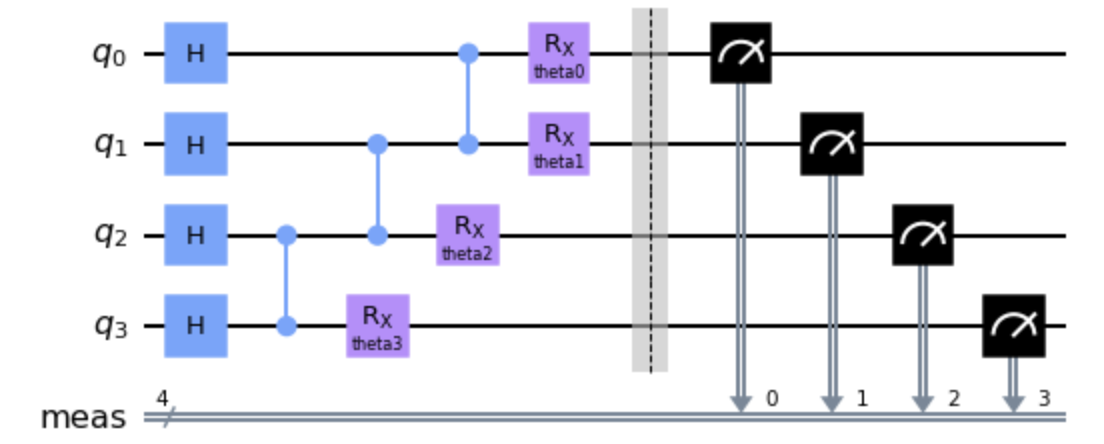 q0 H RX theta0
q1 H RX theta1
q2 H RX theta2
q3 H RX theta3
4 0 1 2 3
meas